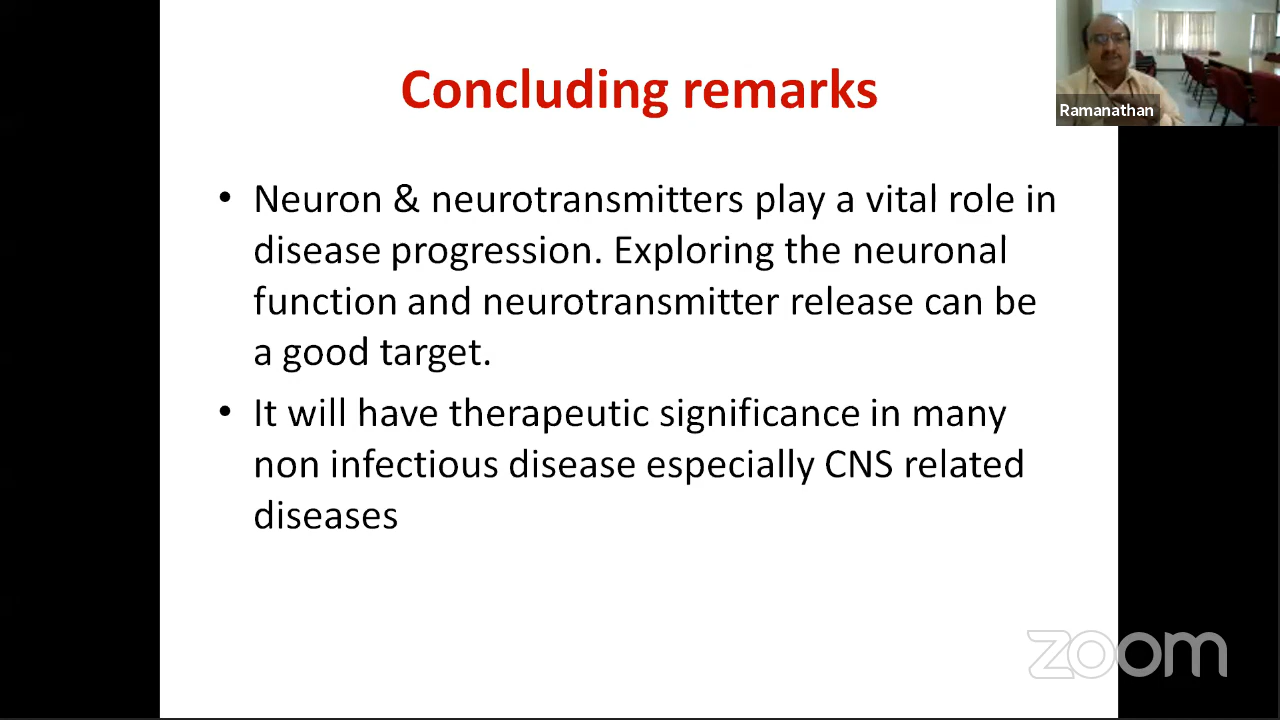 Concluding remarks
Ramanathan
• Neuron & neurotransmitters play a vital role in
disease progression. Exploring the neuronal
function and neurotransmitter release can be
a good target.
• It will have therapeutic significance in many
non infectious disease especially CNS related
diseases
zoom